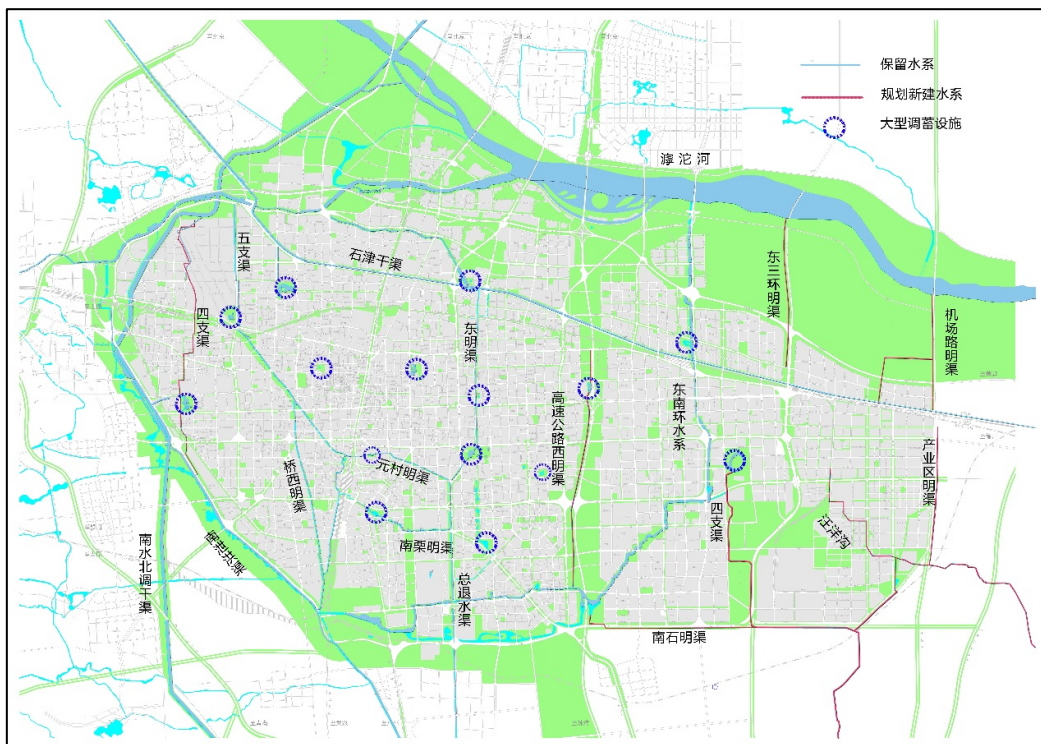 保留水系
规划新建水系
大型调蓄设施
滹沱河
五支渠
石津干渠
东三环明渠
四支渠
东明渠
机场路明渠
高速公路西明渠
东南环水系
桥西明渠
元村明渠
产业区明渠
四支渠
汪洋沟
南水北调干渠
南栗明渠
总退水渠
南石明渠